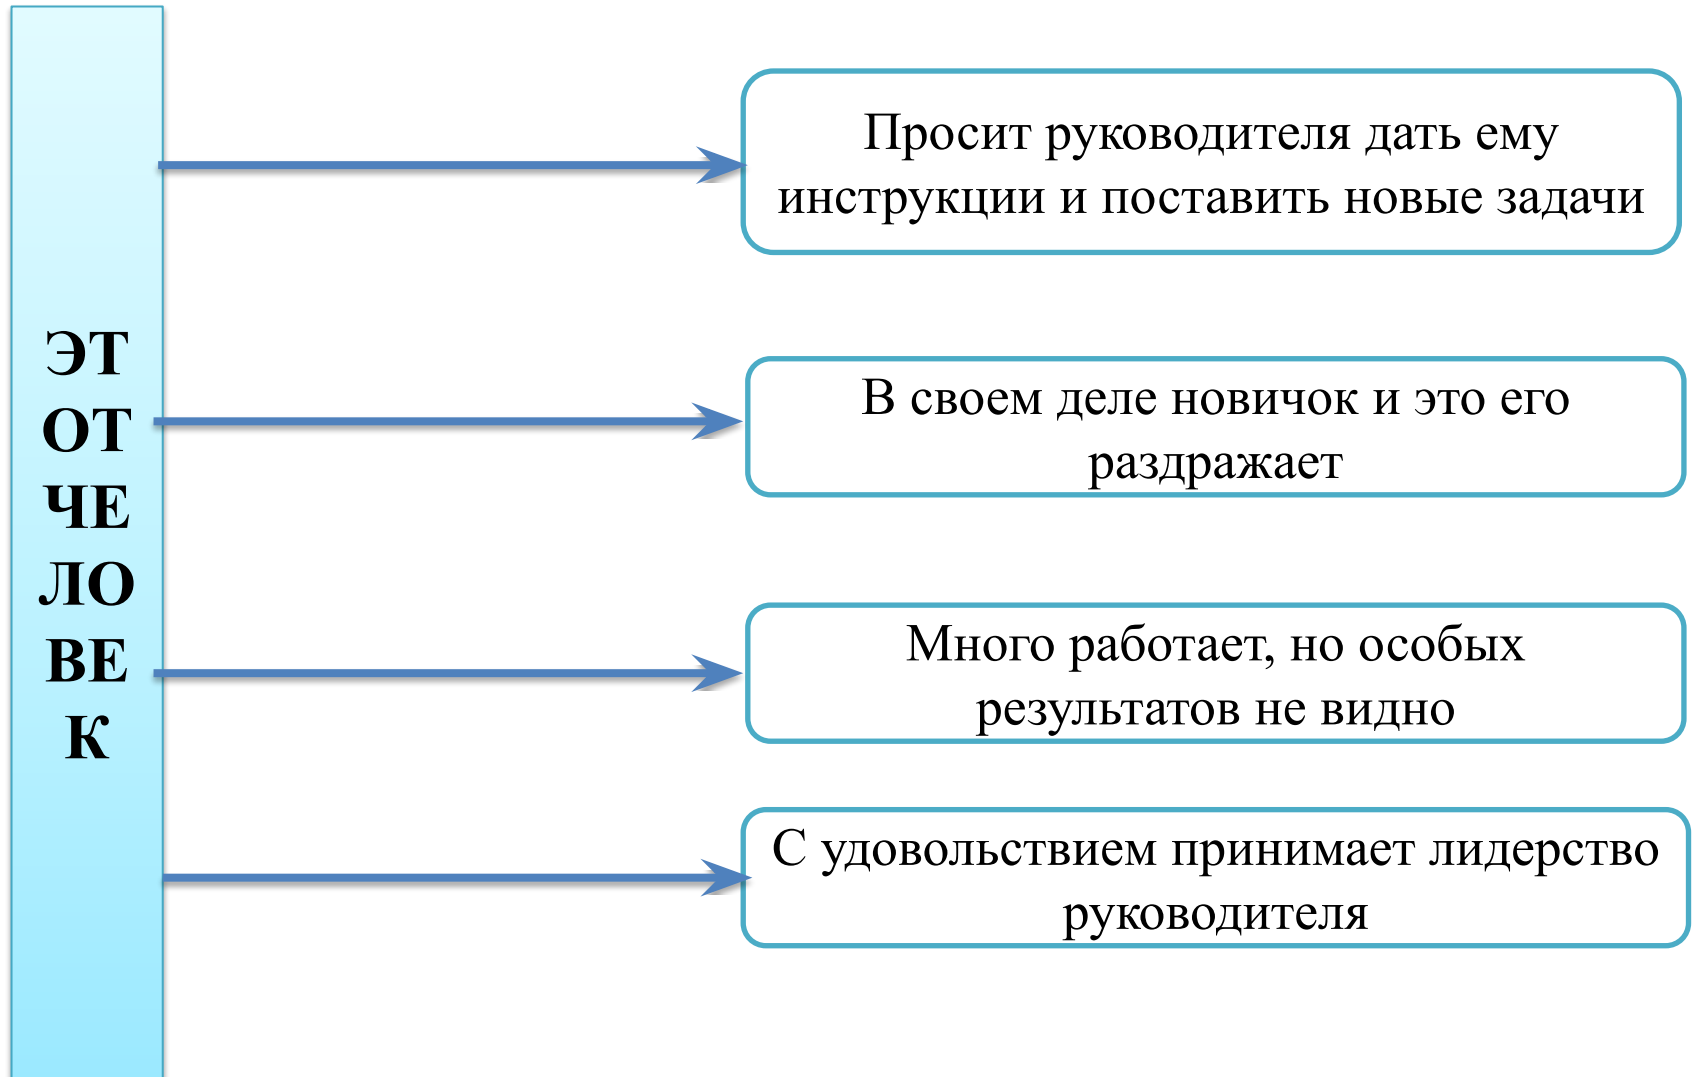 ЭТ
ОТ
ЧЕ
ЛО
ВЕ
К
Просит руководителя дать ему
инструкции и поставить новые задачи
В своем деле новичок и это его
раздражает
Много работает, но особых
результатов не видно
С удовольствием принимает лидерство
руководителя